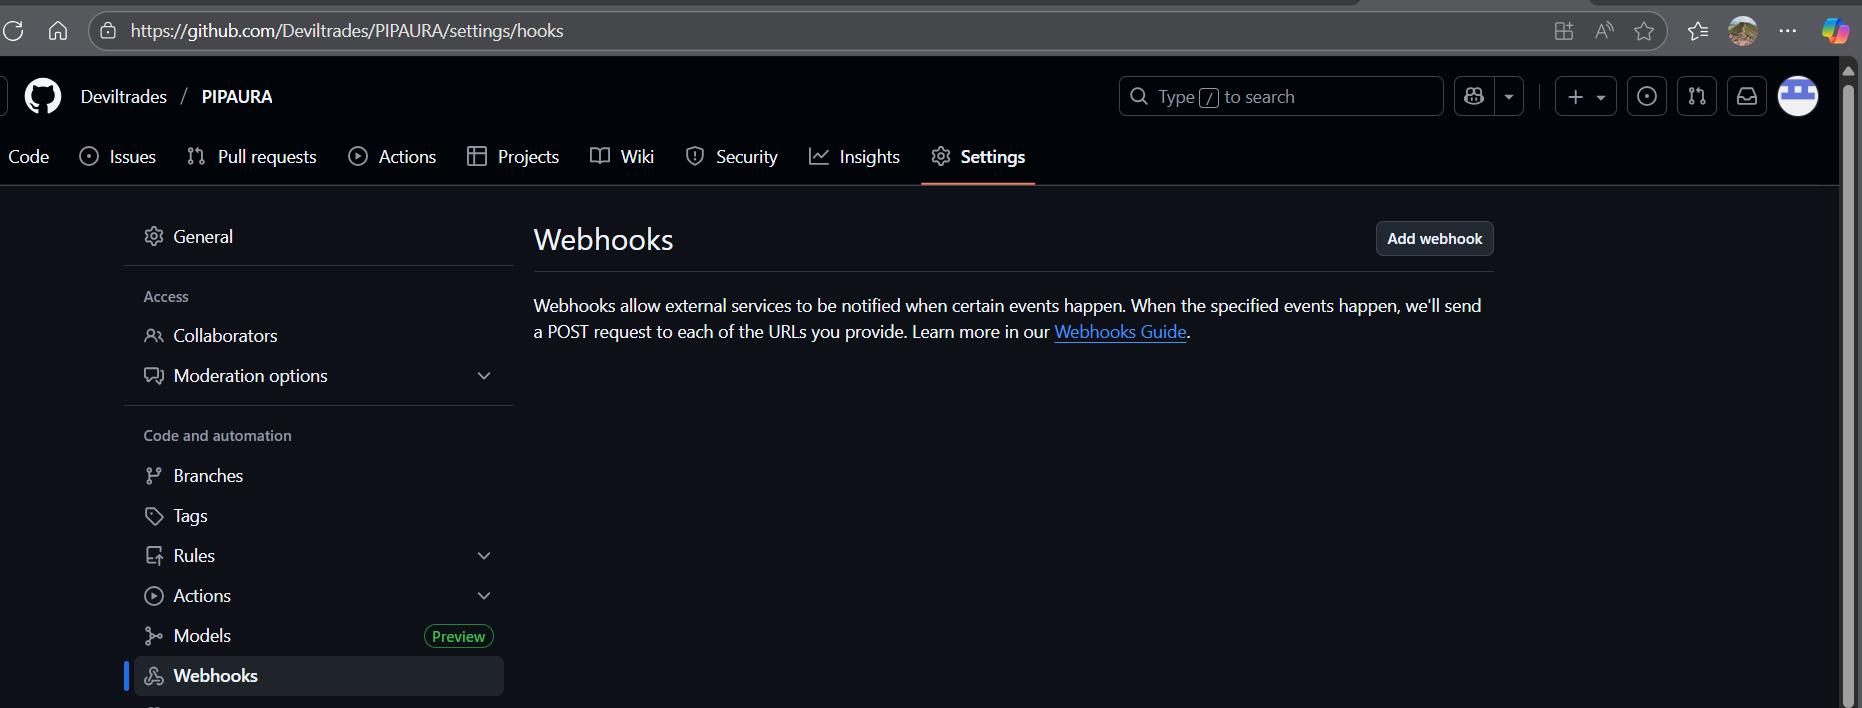 https://github.com/Deviltrades/PIPAURA/settings/hooks
Deviltrades / PIPAURA
Type / to search
Code
Issues
Pull requests
Actions
Projects
Wiki
Security
Insights
Settings
General
Access
Collaborators
Moderation options
Code and automation
Branches
Tags
Rules
Actions
Models
Preview
Webhooks
Webhooks
Add webhook
Webhooks allow external services to be notified when certain events happen. When the specified events happen, we'll send
a POST request to each of the URLs you provide. Learn more in our Webhooks Guide.